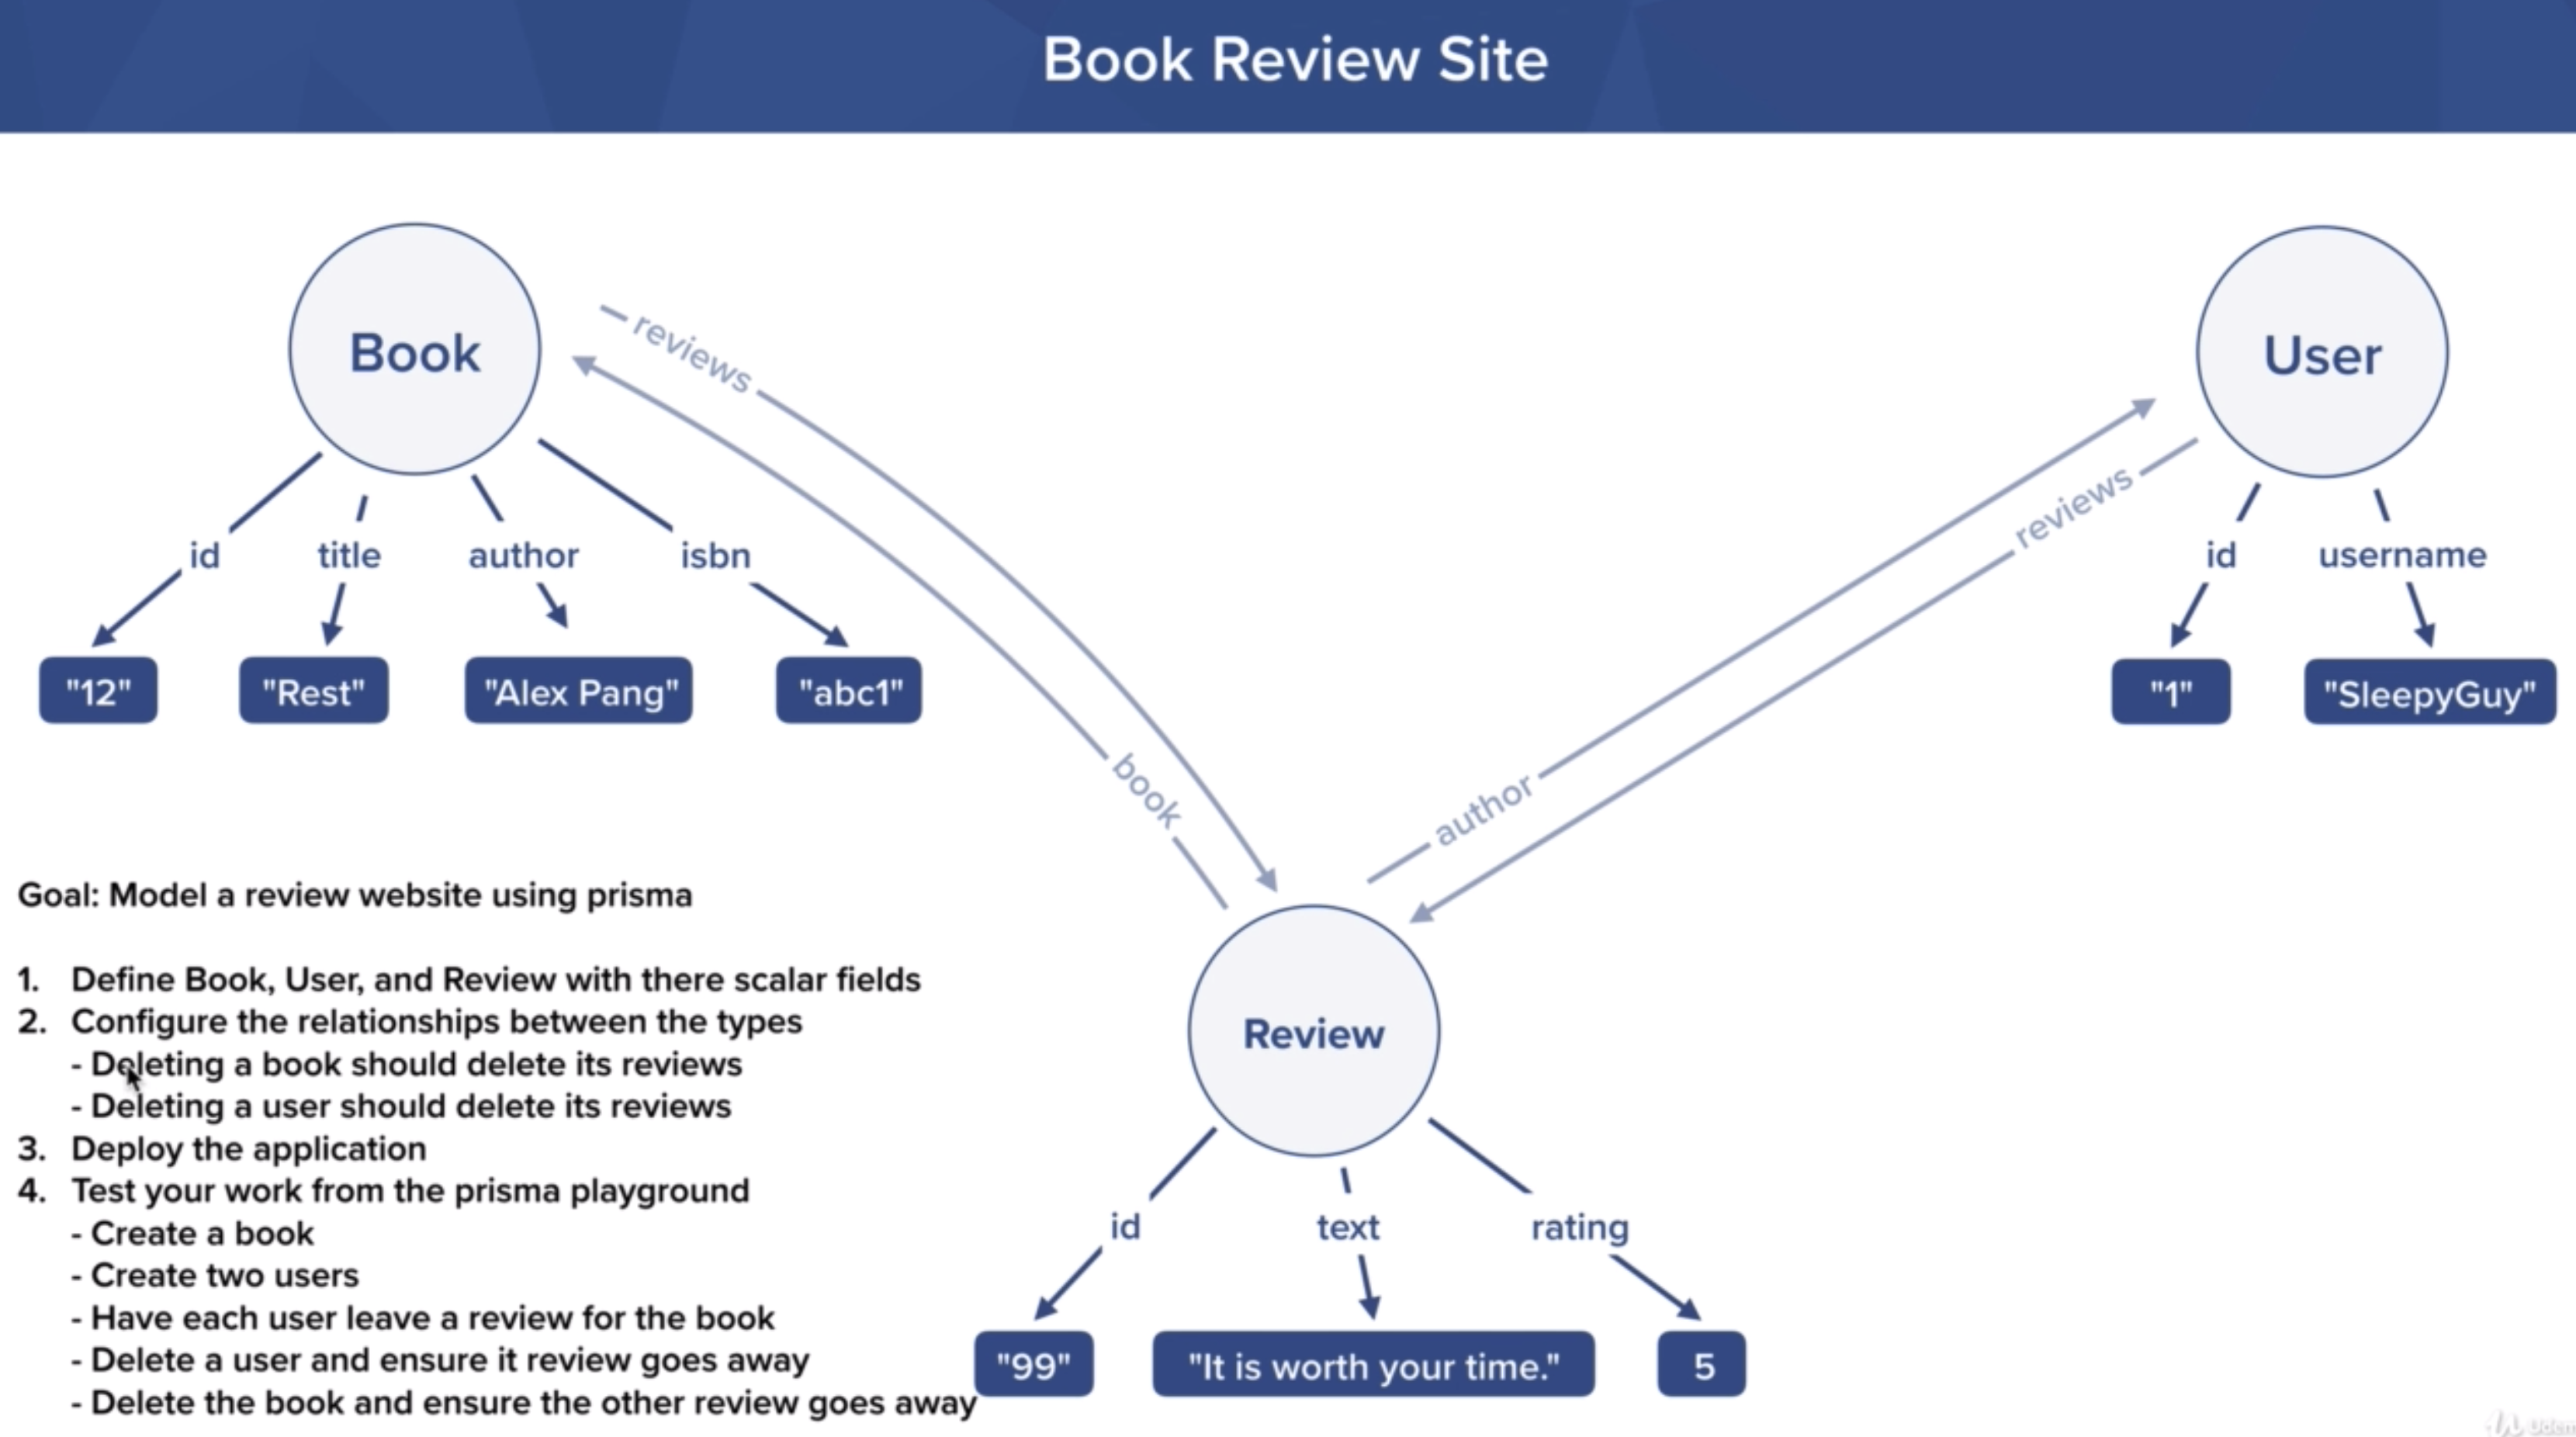 Book Review Site
Book
User
reviews
reviews
id
title
author
isbn
id
username
"12"
"Rest"
"Alex Pang"
"abc1"
"1"
"SleepyGuy"
book
author
Goal: Model a review website using prisma
1. Define Book, User, and Review with there scalar fields
2. Configure the relationships between the types
- Deleting a book should delete its reviews
- Deleting a user should delete its reviews
3. Deploy the application
4. Test your work from the prisma playground
- Create a book
- Create two users
- Have each user leave a review for the book
- Delete a user and ensure it review goes away
- Delete the book and ensure the other review goes away
Review
id
text
rating
"99"
"It is worth your time."
5